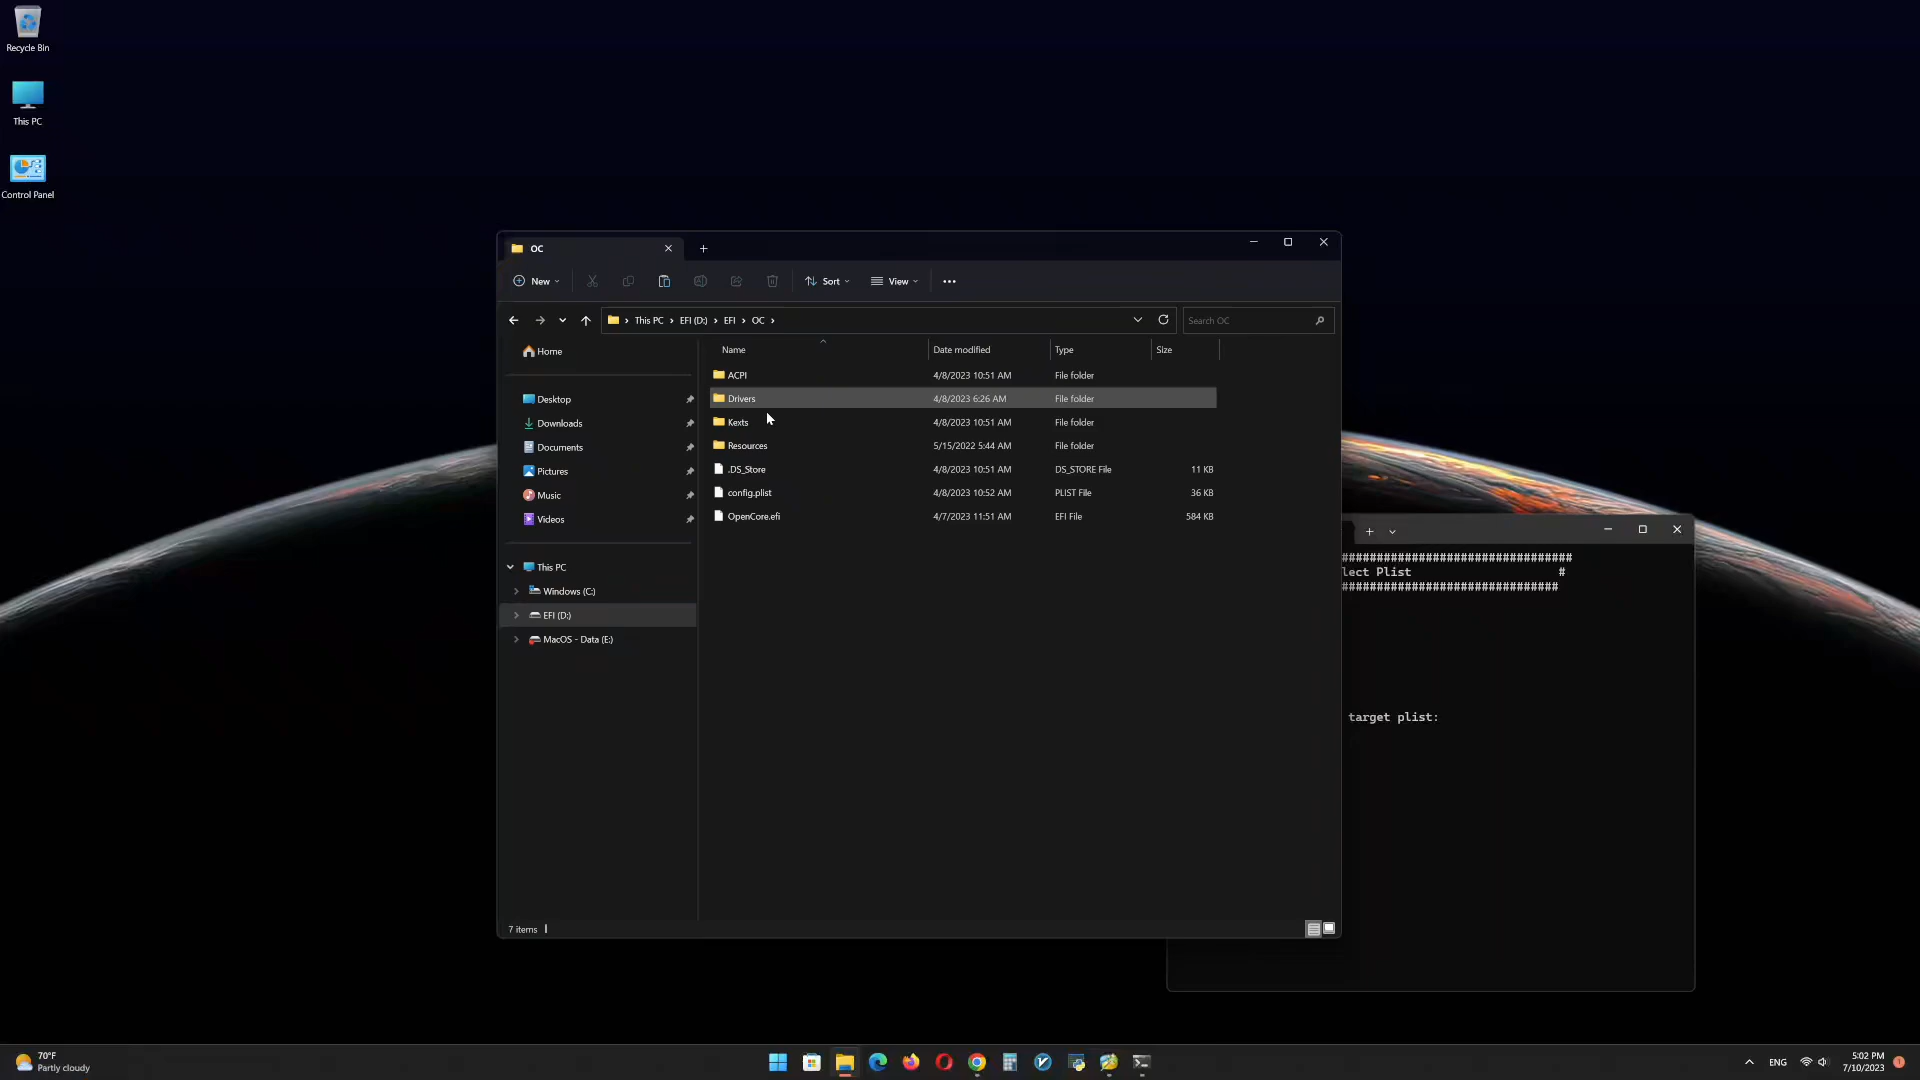 Recycle Bin
This PC
Control Panel
OC
New
Sort
View
This PC
EFI (D:)
EFI
OC
Search OC
Home
Desktop
Downloads
Documents
Pictures
Music
Videos
This PC
Windows (C:)
EFI (D:)
MacOS - Data (E:)
Name Date modified Type Size
ACPI 4/8/2023 10:51 AM File folder
Drivers 4/8/2023 6:26 AM File folder
Kexts 4/8/2023 10:51 AM File folder
Resources 5/15/2022 5:44 AM File folder
.DS_Store 4/8/2023 10:51 AM DS_STORE File 11 KB
config.plist 4/8/2023 10:52 AM PLIST File 36 KB
OpenCore.efi 4/7/2023 11:51 AM EFI File 584 KB
7 items
lect Plist #
target plist:
70°F
Partly cloudy
ENG
5:02 PM
7/10/2023
1